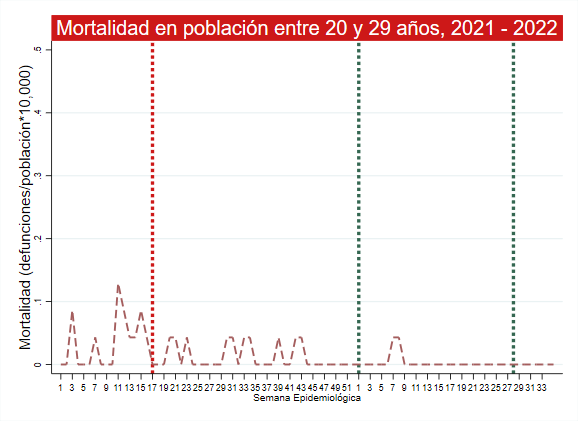 Mortalidad en población entre 20 y 29 años, 2021 - 2022
Mortalidad (defunciones/población*10,000)
.5
.4
.3
.2
.1
0
1 3 5 7 9 11 13 15 17 19 21 23 25 27 29 31 33 35 37 39 41 43 45 47 49 51 1 3 5 7 9 11 13 15 17 19 21 23 25 27 29 31 33
Semana Epidemiológica